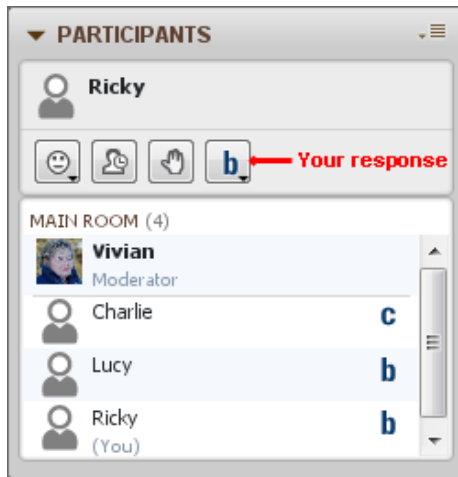 PARTICIPANTS
Ricky
b Your response
MAIN ROOM (4)
Vivian
Moderator
Charlie c
Lucy b
Ricky b
(You)